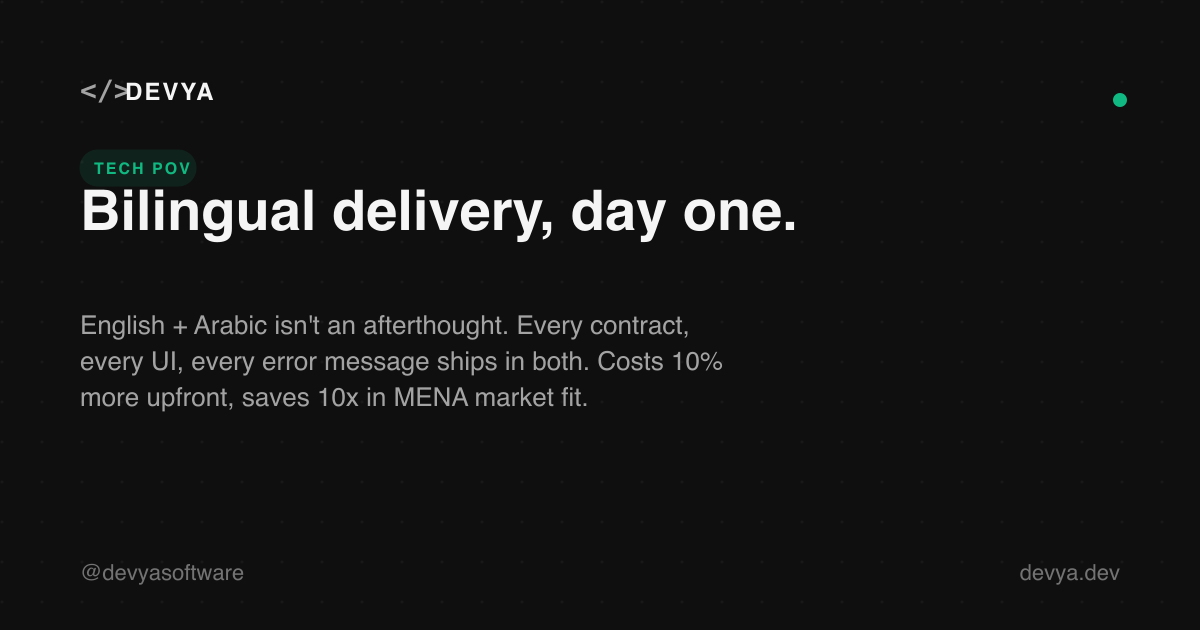 </>DEVYA
TECH POV
Bilingual delivery, day one.
English + Arabic isn't an afterthought. Every contract,
every UI, every error message ships in both. Costs 10%
more upfront, saves 10x in MENA market fit.
@devyasoftware
devya.dev